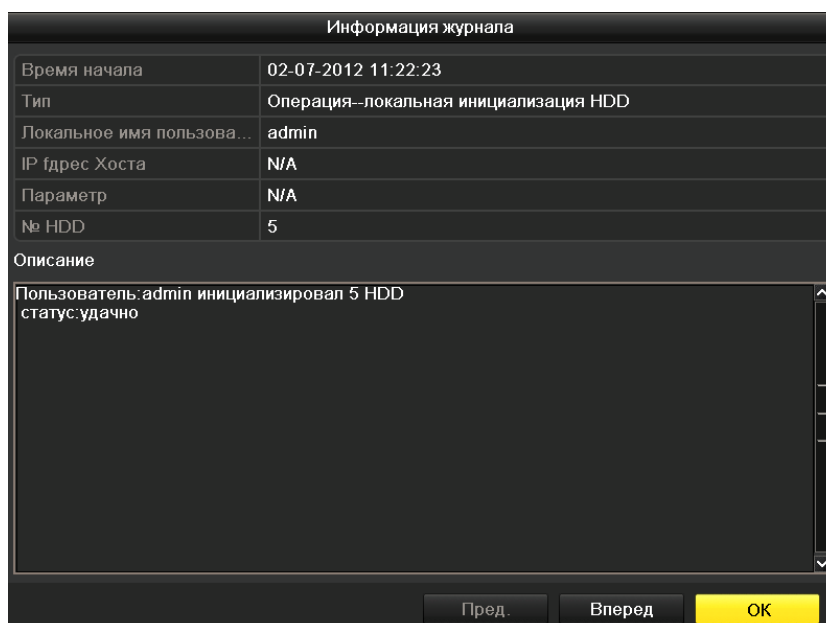 Информация журнала
Время начала 02-07-2012 11:22:23
Тип Операция--локальная инициализация HDD
Локальное имя пользова... admin
IP fдрес Хоста N/A
Параметр N/A
№ HDD 5
Описание
Пользователь:admin инициализировал 5 HDD
статус:удачно
Пред. Вперед OK